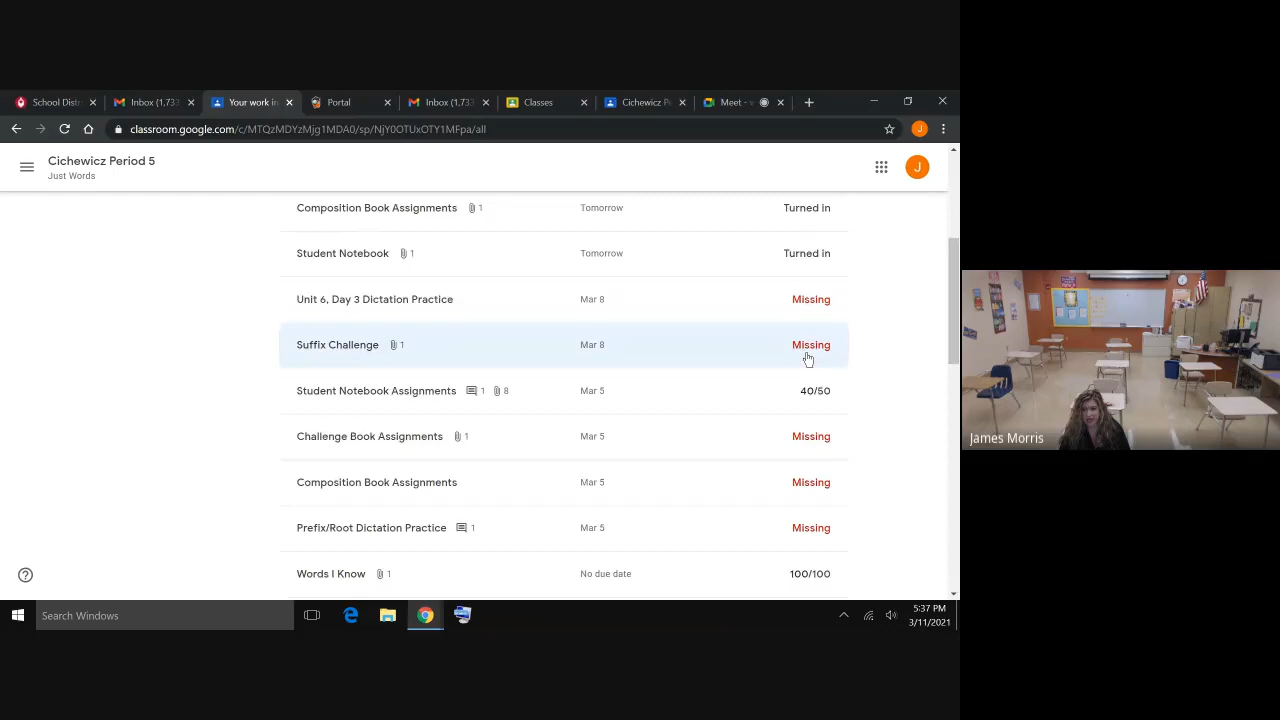 School Distr
Inbox (1,733
Your work in
Portal
Inbox (1,733
Classes
Cichewicz Pe
Meet -
classroom.google.com/c/MTQzMDYzMjg1MDA0/sp/NjY0OTUxOTY1MFpa/all
J
Cichewicz Period 5
Just Words
J
Composition Book Assignments 1 Tomorrow Turned in
Student Notebook 1 Tomorrow Turned in
Unit 6, Day 3 Dictation Practice Mar 8 Missing
Suffix Challenge 1 Mar 8 Missing
Student Notebook Assignments 1 8 Mar 5 40/50
Challenge Book Assignments 1 Mar 5 Missing
Composition Book Assignments Mar 5 Missing
Prefix/Root Dictation Practice 1 Mar 5 Missing
Words I Know 1 No due date 100/100
Search Windows
5:37 PM
3/11/2021
James Morris